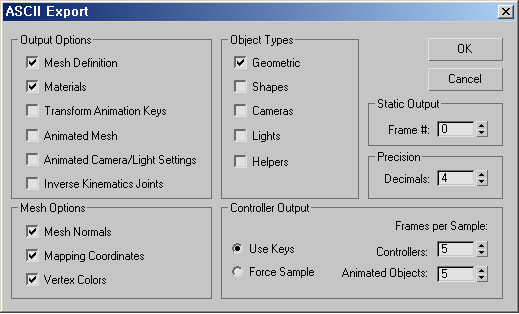 ASCII Export
Output Options
Mesh Definition
Materials
Transform Animation Keys
Animated Mesh
Animated Camera/Light Settings
Inverse Kinematics Joints
Object Types
Geometric
Shapes
Cameras
Lights
Helpers
OK
Cancel
Static Output
Frame #: 0
Precision
Decimals: 4
Mesh Options
Mesh Normals
Mapping Coordinates
Vertex Colors
Controller Output
Use Keys
Force Sample
Frames per Sample:
Controllers: 5
Animated Objects: 5